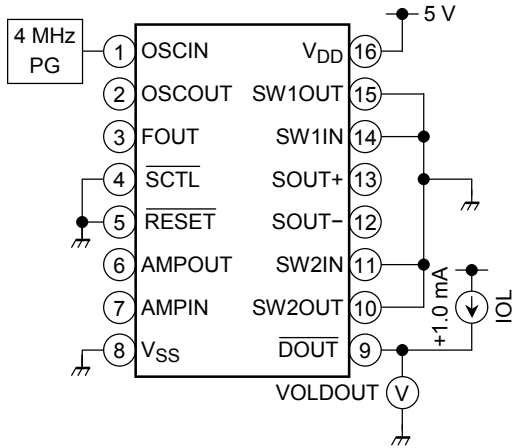 4 MHz
PG
5 V
1 OSCIN
2 OSCOUT
3 FOUT
4 SCTL
5 RESET
6 AMPOUT
7 AMPIN
8 VSS
VDD 16
SW1OUT 15
SW1IN 14
SOUT+ 13
SOUT− 12
SW2IN 11
SW2OUT 10
DOUT 9
+1.0 mA
IOL
VOLDOUT V